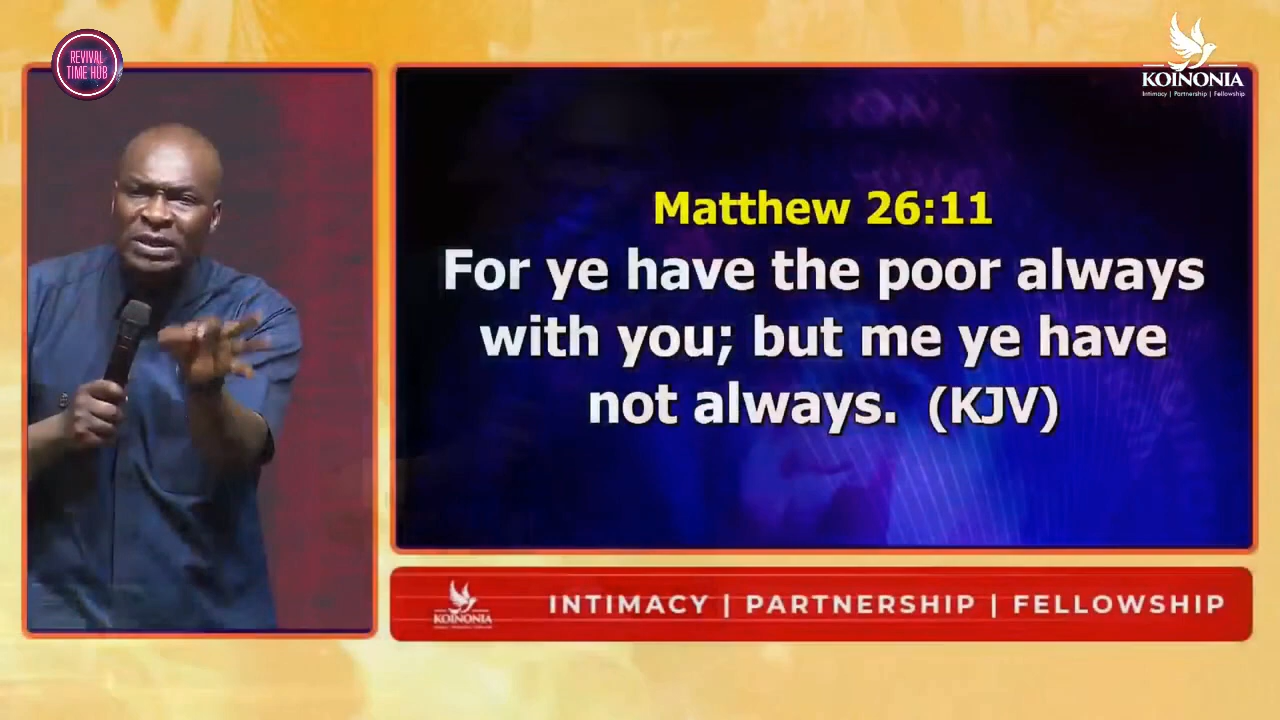 REVIVAL
TIME HUB
KOINONIA
Intimacy | Partnership | Fellowship
Matthew 26:11
For ye have the poor always
with you; but me ye have
not always. (KJV)
KOINONIA
INTIMACY | PARTNERSHIP | FELLOWSHIP